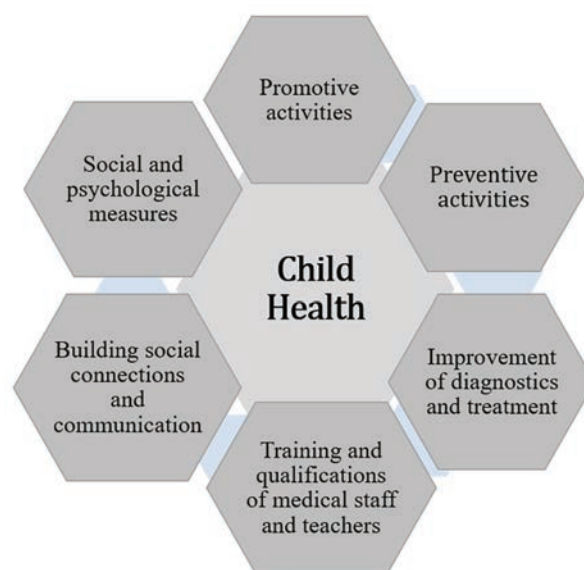 Promotive
activities
Preventive
activities
Improvement
of diagnostics
and treatment
Training and
qualifications
of medical staff
and teachers
Building social
connections
and
communication
Social and
psychological
measures
Child
Health